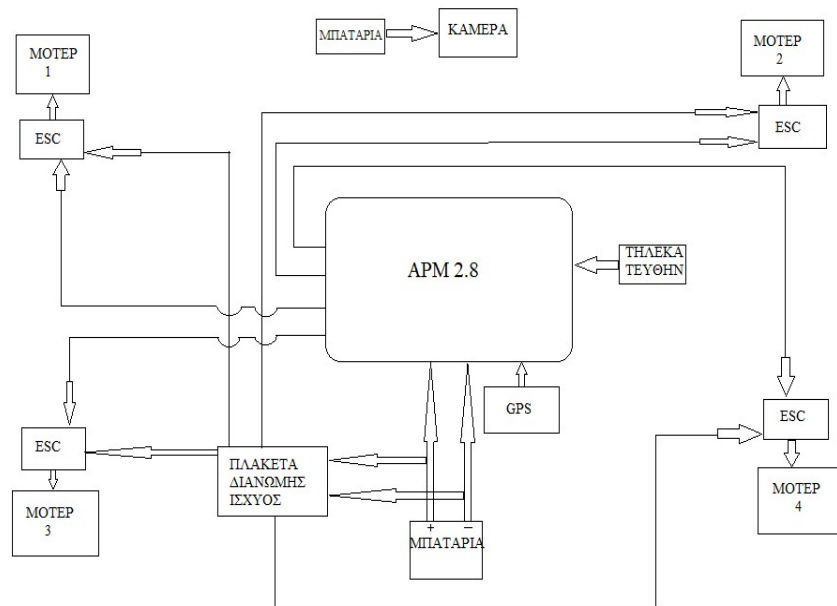 ΜΠΑΤΑΡΙΑ
ΚΑΜΕΡΑ
ΜΟΤΕΡ
1
ΜΟΤΕΡ
2
ESC
ESC
APM 2.8
ΤΗΛΕΚΑ
ΤΕΥΘΗΝ
GPS
ESC
ESC
ΠΛΑΚΕΤΑ
ΔΙΑΝΩΜΗΣ
ΙΣΧΥΟΣ
ΜΟΤΕΡ
3
ΜΟΤΕΡ
4
+ −
ΜΠΑΤΑΡΙΑ